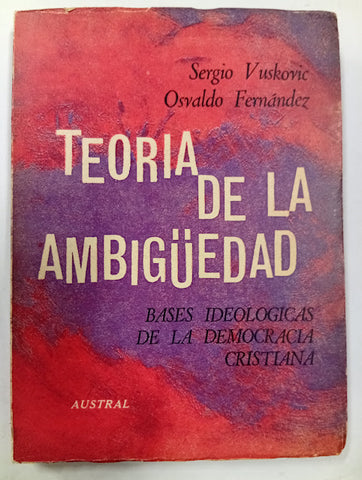 Sergio Vuskovic
Osvaldo Fernández
TEORIA
DE LA
AMBIGÜEDAD
BASES IDEOLOGICAS
DE LA DEMOCRACIA
CRISTIANA
AUSTRAL